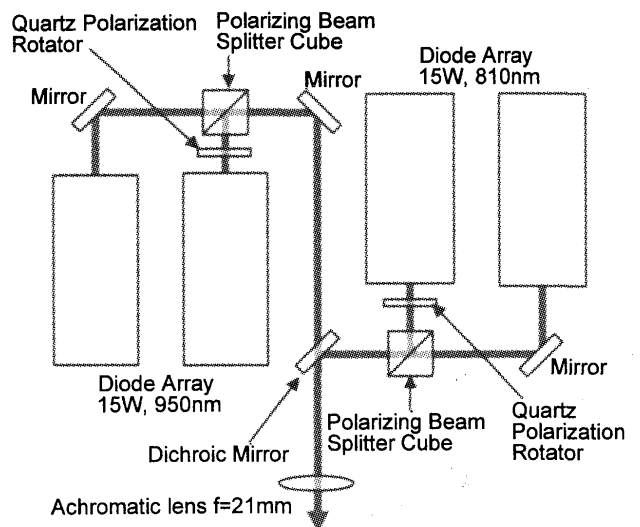 Quartz Polarization
Rotator
Polarizing Beam
Splitter Cube
Mirror
Mirror
Diode Array
15W, 810nm
Diode Array
15W, 950nm
Mirror
Dichroic Mirror
Polarizing Beam
Splitter Cube
Quartz
Polarization
Rotator
Achromatic lens f=21mm